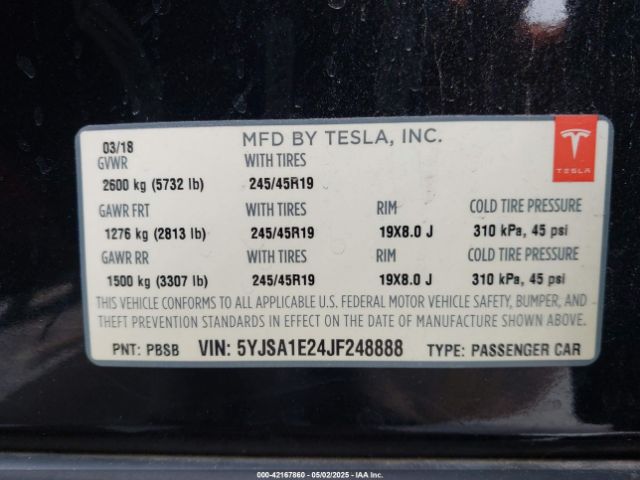 MFD BY TESLA, INC.
TESLA
03/18
GVWR WITH TIRES
2600 kg (5732 lb) 245/45R19
GAWR FRT WITH TIRES RIM COLD TIRE PRESSURE
1276 kg (2813 lb) 245/45R19 19X8.0 J 310 kPa, 45 psi
GAWR RR WITH TIRES RIM COLD TIRE PRESSURE
1500 kg (3307 lb) 245/45R19 19X8.0 J 310 kPa, 45 psi
THIS VEHICLE CONFORMS TO ALL APPLICABLE U.S. FEDERAL MOTOR VEHICLE SAFETY, BUMPER, AND
THEFT PREVENTION STANDARDS IN EFFECT ON THE DATE OF MANUFACTURE SHOWN ABOVE.
PNT: PBSB VIN: 5YJSA1E24JF248888 TYPE: PASSENGER CAR
000-42167860 - 05/02/2025 - IAA Inc.